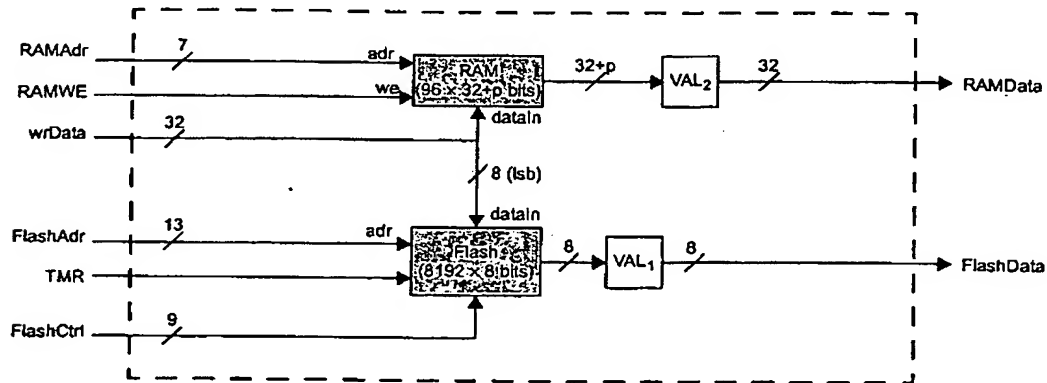 RAMAdr
7
adr
RAM
(96 × 32+p bits)
32+p
VAL2
32
RAMData
RAMWE
we
wrData
32
dataIn
8 (lsb)
dataIn
FlashAdr
13
adr
Flash
(8192 × 8 bits)
8
VAL1
8
FlashData
TMR
FlashCtrl
9